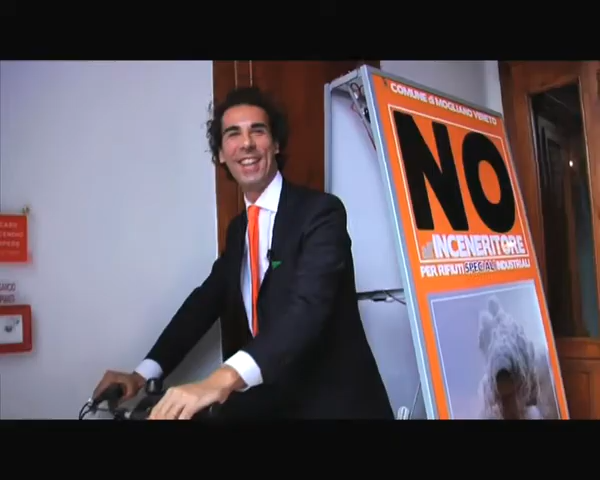 COMUNE di MOGLIANO VENETO
NO
INCENERITORE
PER RIFIUTI SPECIALI INDUSTRIALI